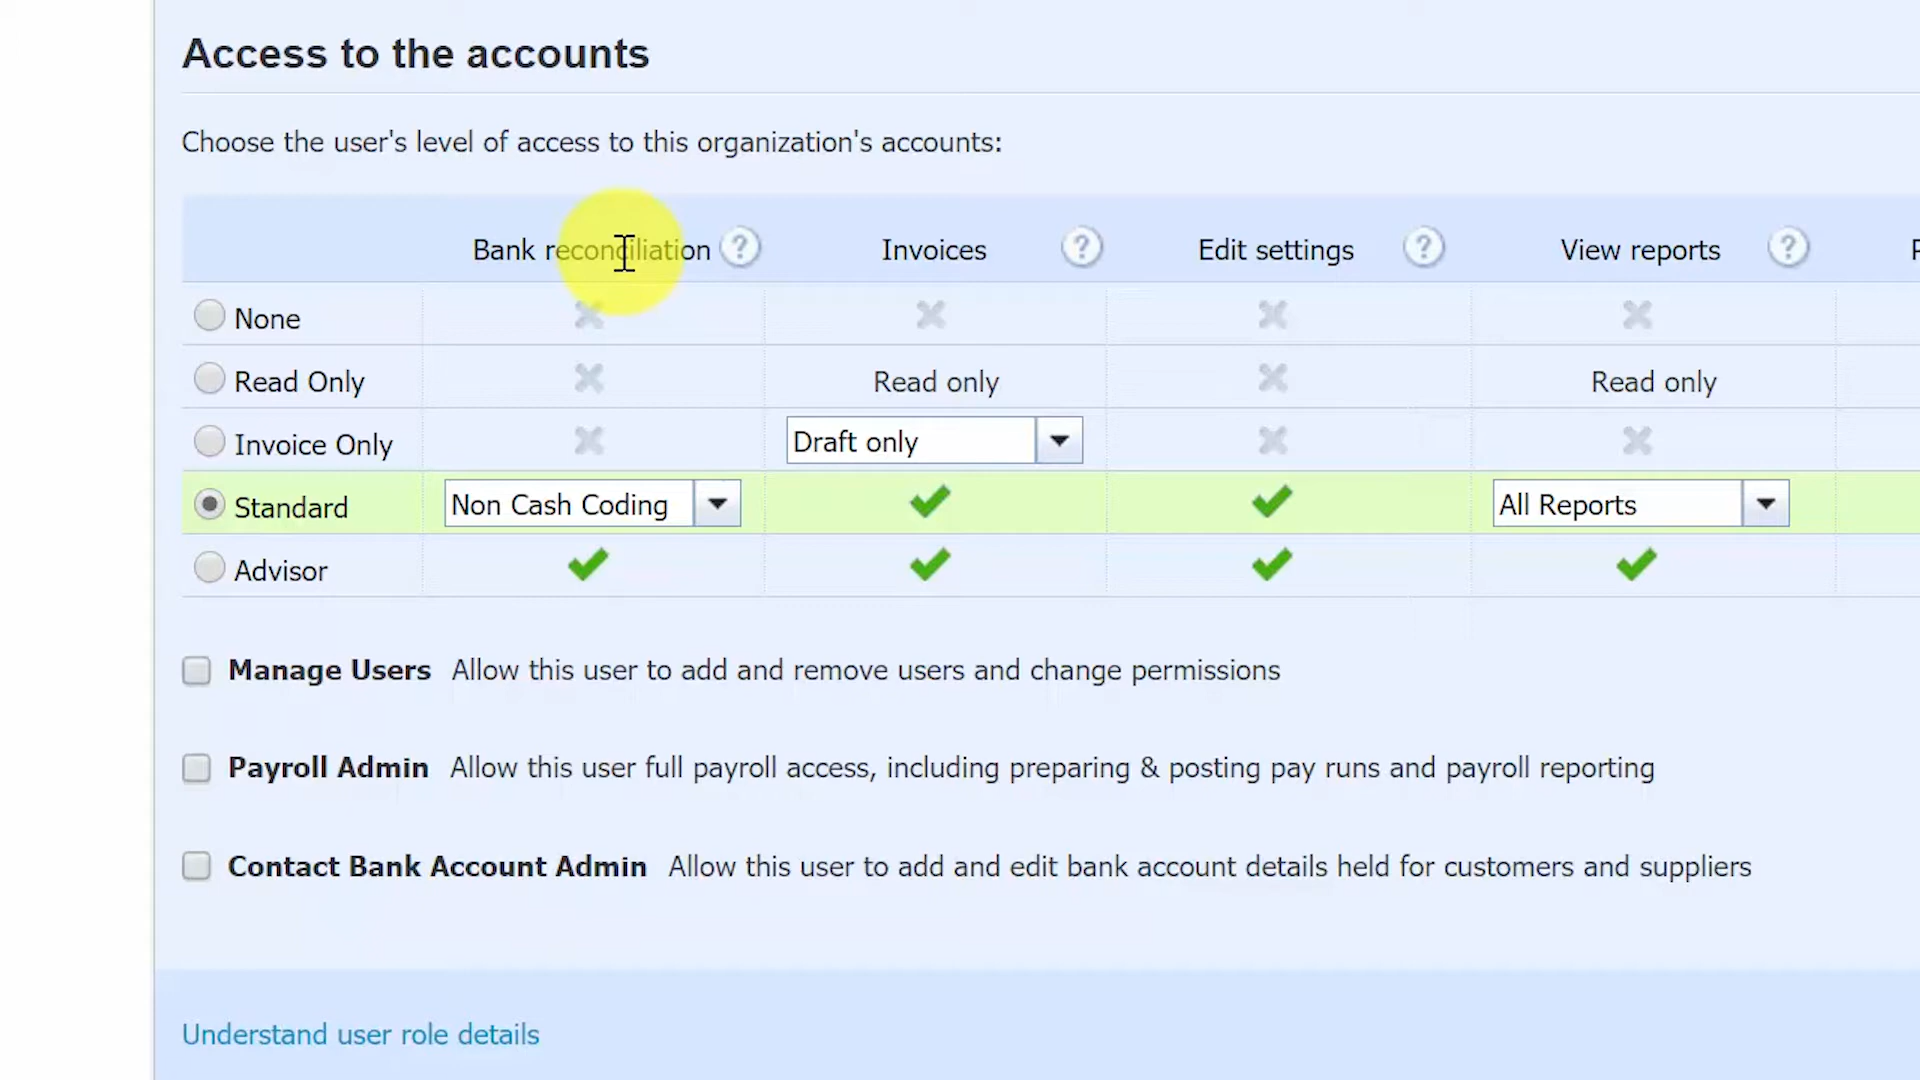 Access to the accounts
Choose the user's level of access to this organization's accounts:
Bank reconciliation ? Invoices ? Edit settings ? View reports ?
None
Read Only Read only Read only
Invoice Only Draft only
Standard Non Cash Coding All Reports
Advisor
Manage Users Allow this user to add and remove users and change permissions
Payroll Admin Allow this user full payroll access, including preparing & posting pay runs and payroll reporting
Contact Bank Account Admin Allow this user to add and edit bank account details held for customers and suppliers
Understand user role details